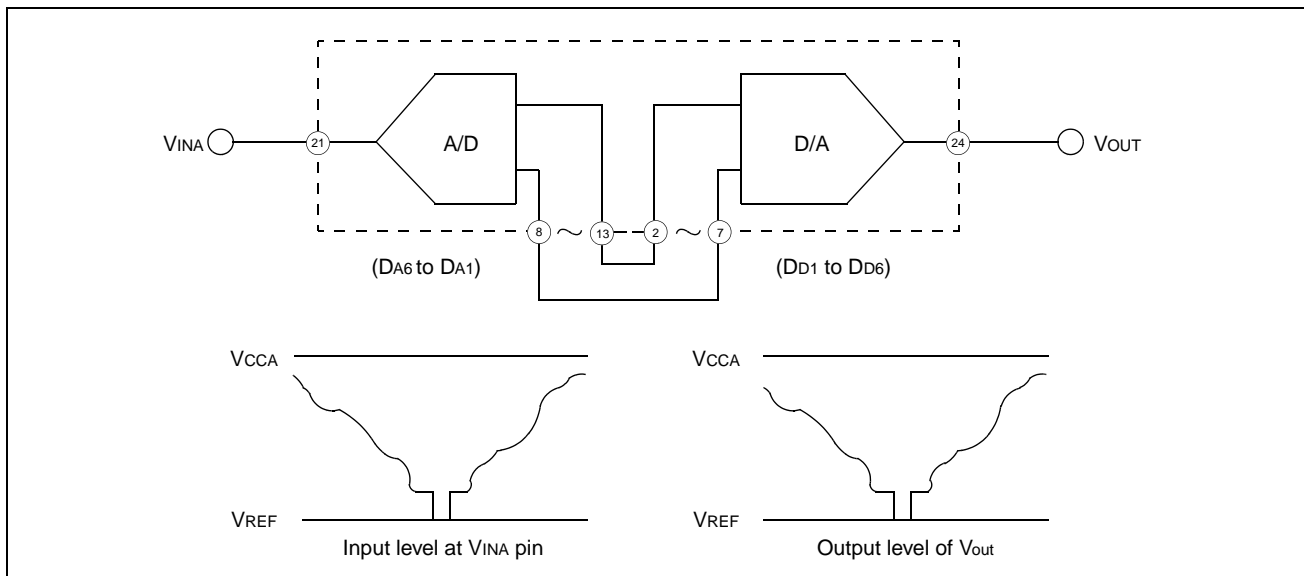 VINA
21
A/D
D/A
24
VOUT
8 ~ 13
2 ~ 7
(DA6 to DA1)
(DD1 to DD6)
VCCA
VREF
Input level at VINA pin
VCCA
VREF
Output level of Vout